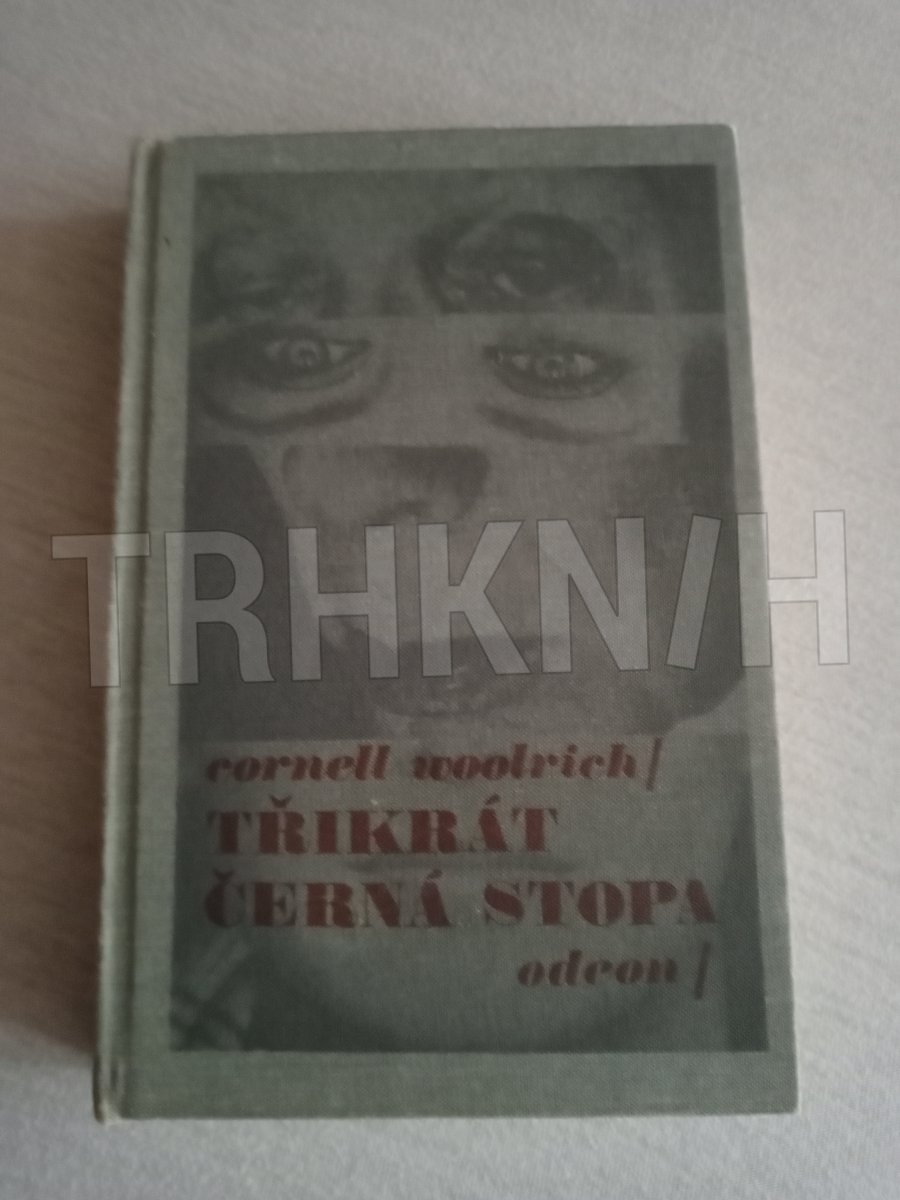 TRHKNIH
cornell woolrich/
TŘIKRÁT
ČERNÁ STOPA
odeon/